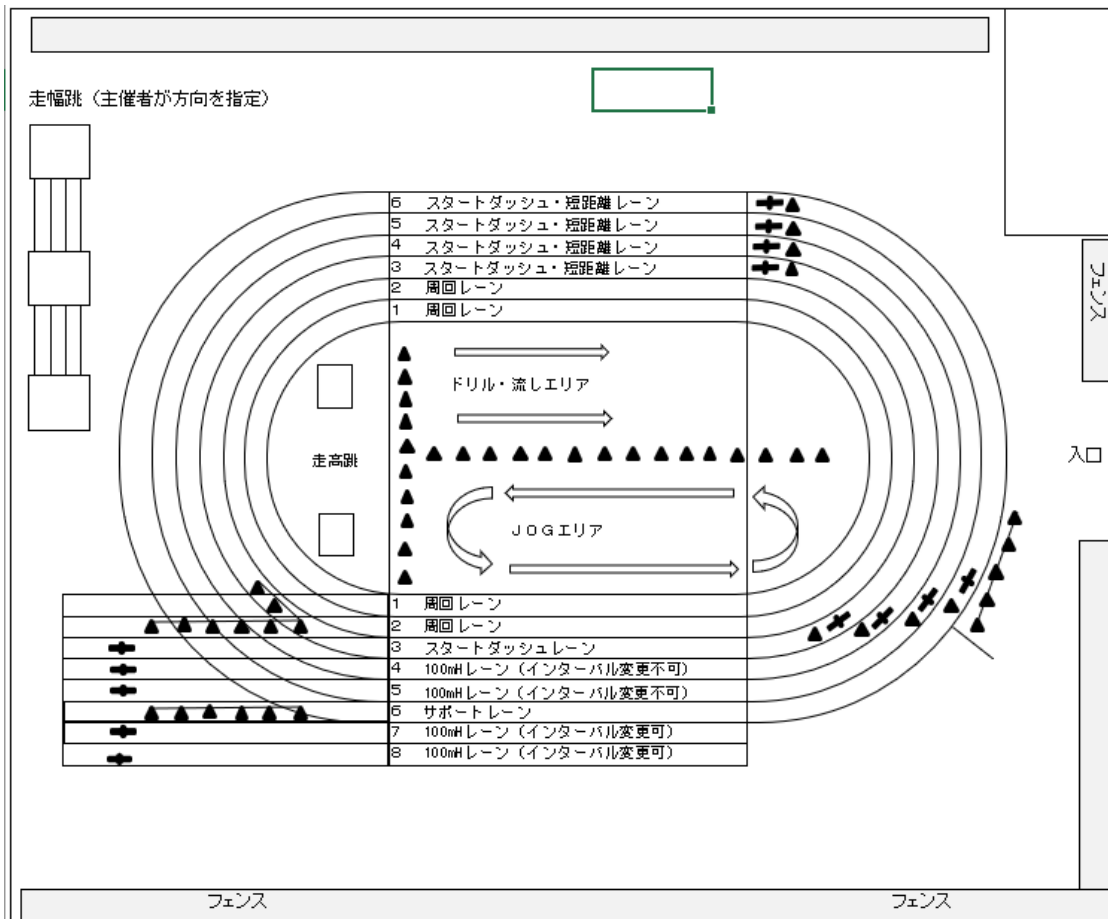 走幅跳（主催者が方向を指定）
6 スタートダッシュ・短距離レーン
5 スタートダッシュ・短距離レーン
4 スタートダッシュ・短距離レーン
3 スタートダッシュ・短距離レーン
2 周回レーン
1 周回レーン
フェンス
ドリル・流しエリア
走高跳
入口
ＪＯＧエリア
1 周回レーン
2 周回レーン
3 スタートダッシュレーン
4 100mHレーン（インターバル変更不可）
5 100mHレーン（インターバル変更不可）
6 サポートレーン
7 100mHレーン（インターバル変更可）
8 100mHレーン（インターバル変更可）
フェンス
フェンス